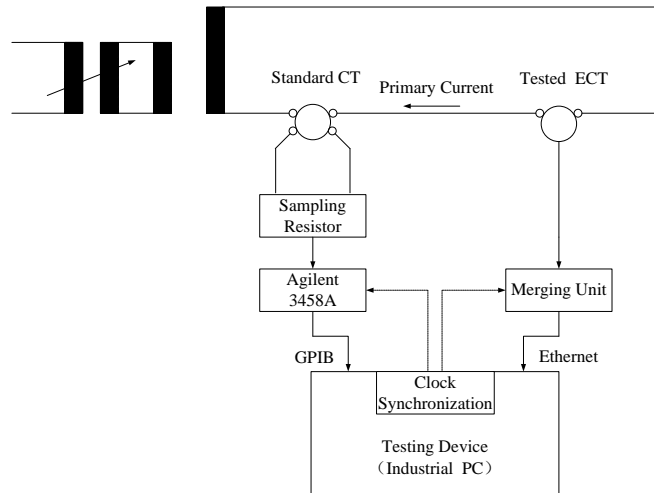 Standard CT
Primary Current
Tested ECT
Sampling
Resistor
Agilent
3458A
Merging Unit
GPIB
Ethernet
Clock
Synchronization
Testing Device
（Industrial PC）